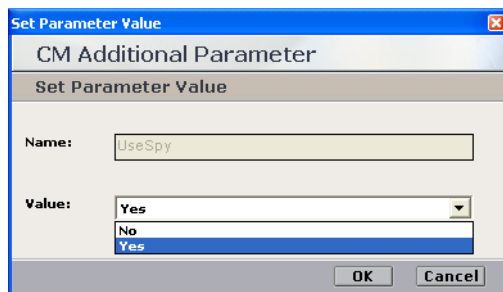 Set Parameter Value
CM Additional Parameter
Set Parameter Value
Name: UseSpy
Value: Yes
No
Yes
OK Cancel